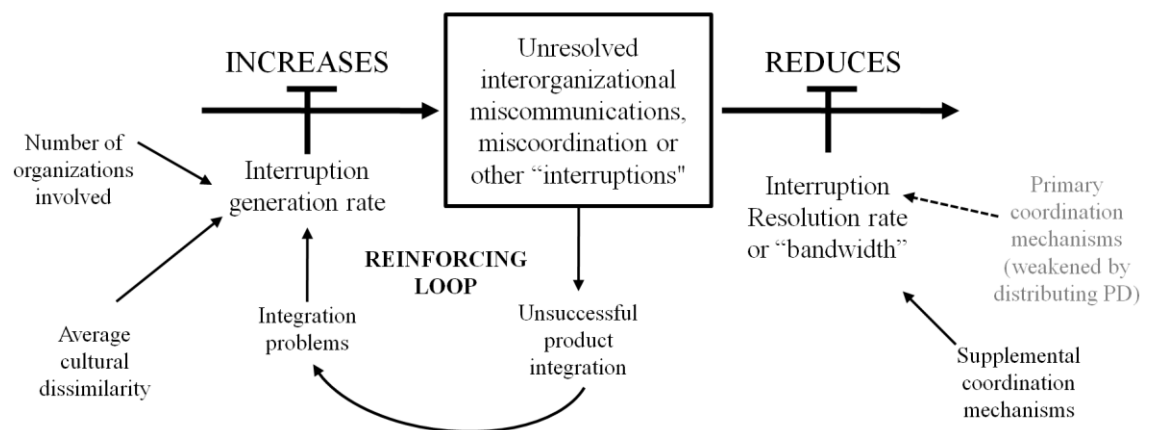 INCREASES
Unresolved
interorganizational
miscommunications,
miscoordination or
other “interruptions"
REDUCES
Number of
organizations
involved
Interruption
generation rate
Interruption
Resolution rate
or “bandwidth”
Primary
coordination
mechanisms
(weakened by
distributing PD)
REINFORCING
LOOP
Average
cultural
dissimilarity
Integration
problems
Unsuccessful
product
integration
Supplemental
coordination
mechanisms